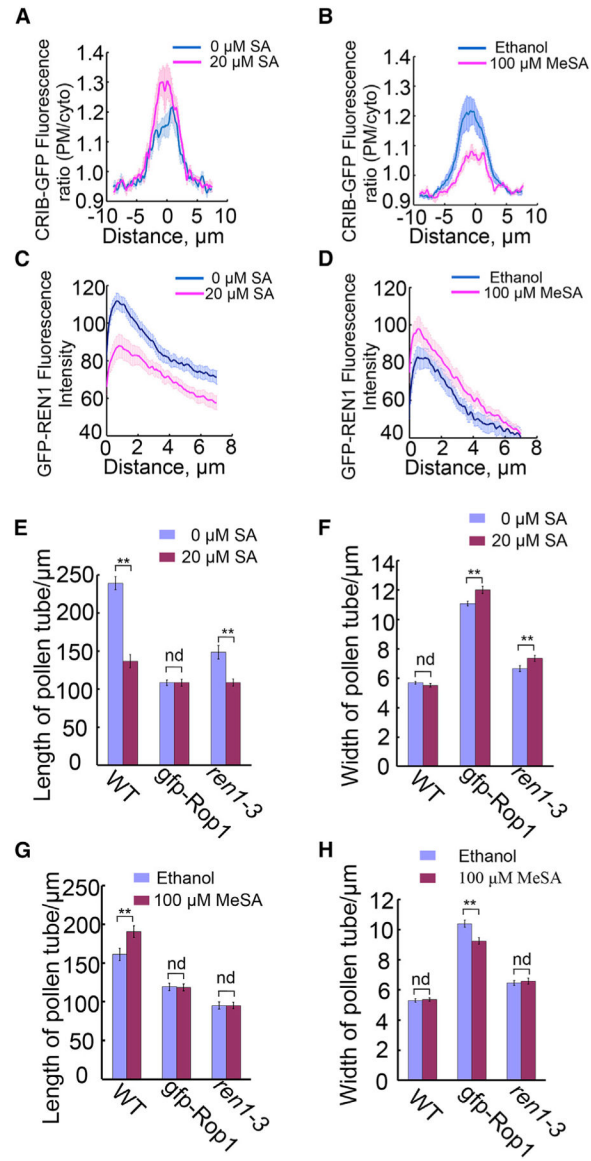 A
0 µM SA
20 µM SA
CRIB-GFP Fluorescence
ratio (PM/cyto)
1.4
1.3
1.2
1.1
1.0
0.9
-10 -5 0 5 10
Distance, µm
B
Ethanol
100 µM MeSA
CRIB-GFP Fluorescence
ratio (PM/cyto)
1.4
1.3
1.2
1.1
1.0
0.9
-10 -5 0 5 10
Distance, µm
C
0 µM SA
20 µM SA
GFP-REN1 Fluorescence
Intensity
120
100
80
60
40
0 2 4 6 8
Distance, µm
D
Ethanol
100 µM MeSA
GFP-REN1 Fluorescence
Intensity
120
100
80
60
40
0 2 4 6 8
Distance, µm
E
0 µM SA
20 µM SA
Length of pollen tube/µm
250
200
150
100
50
0
** nd **
WT gfp-Rop1 ren1-3
F
0 µM SA
20 µM SA
Width of pollen tube/µm
14
12
10
8
6
4
2
0
nd ** **
WT gfp-Rop1 ren1-3
G
Ethanol
100 µM MeSA
Length of pollen tube/µm
250
200
150
100
50
0
** nd nd
WT gfp-Rop1 ren1-3
H
Ethanol
100 µM MeSA
Width of pollen tube/µm
12
10
8
6
4
2
0
nd ** nd
WT gfp-Rop1 ren1-3